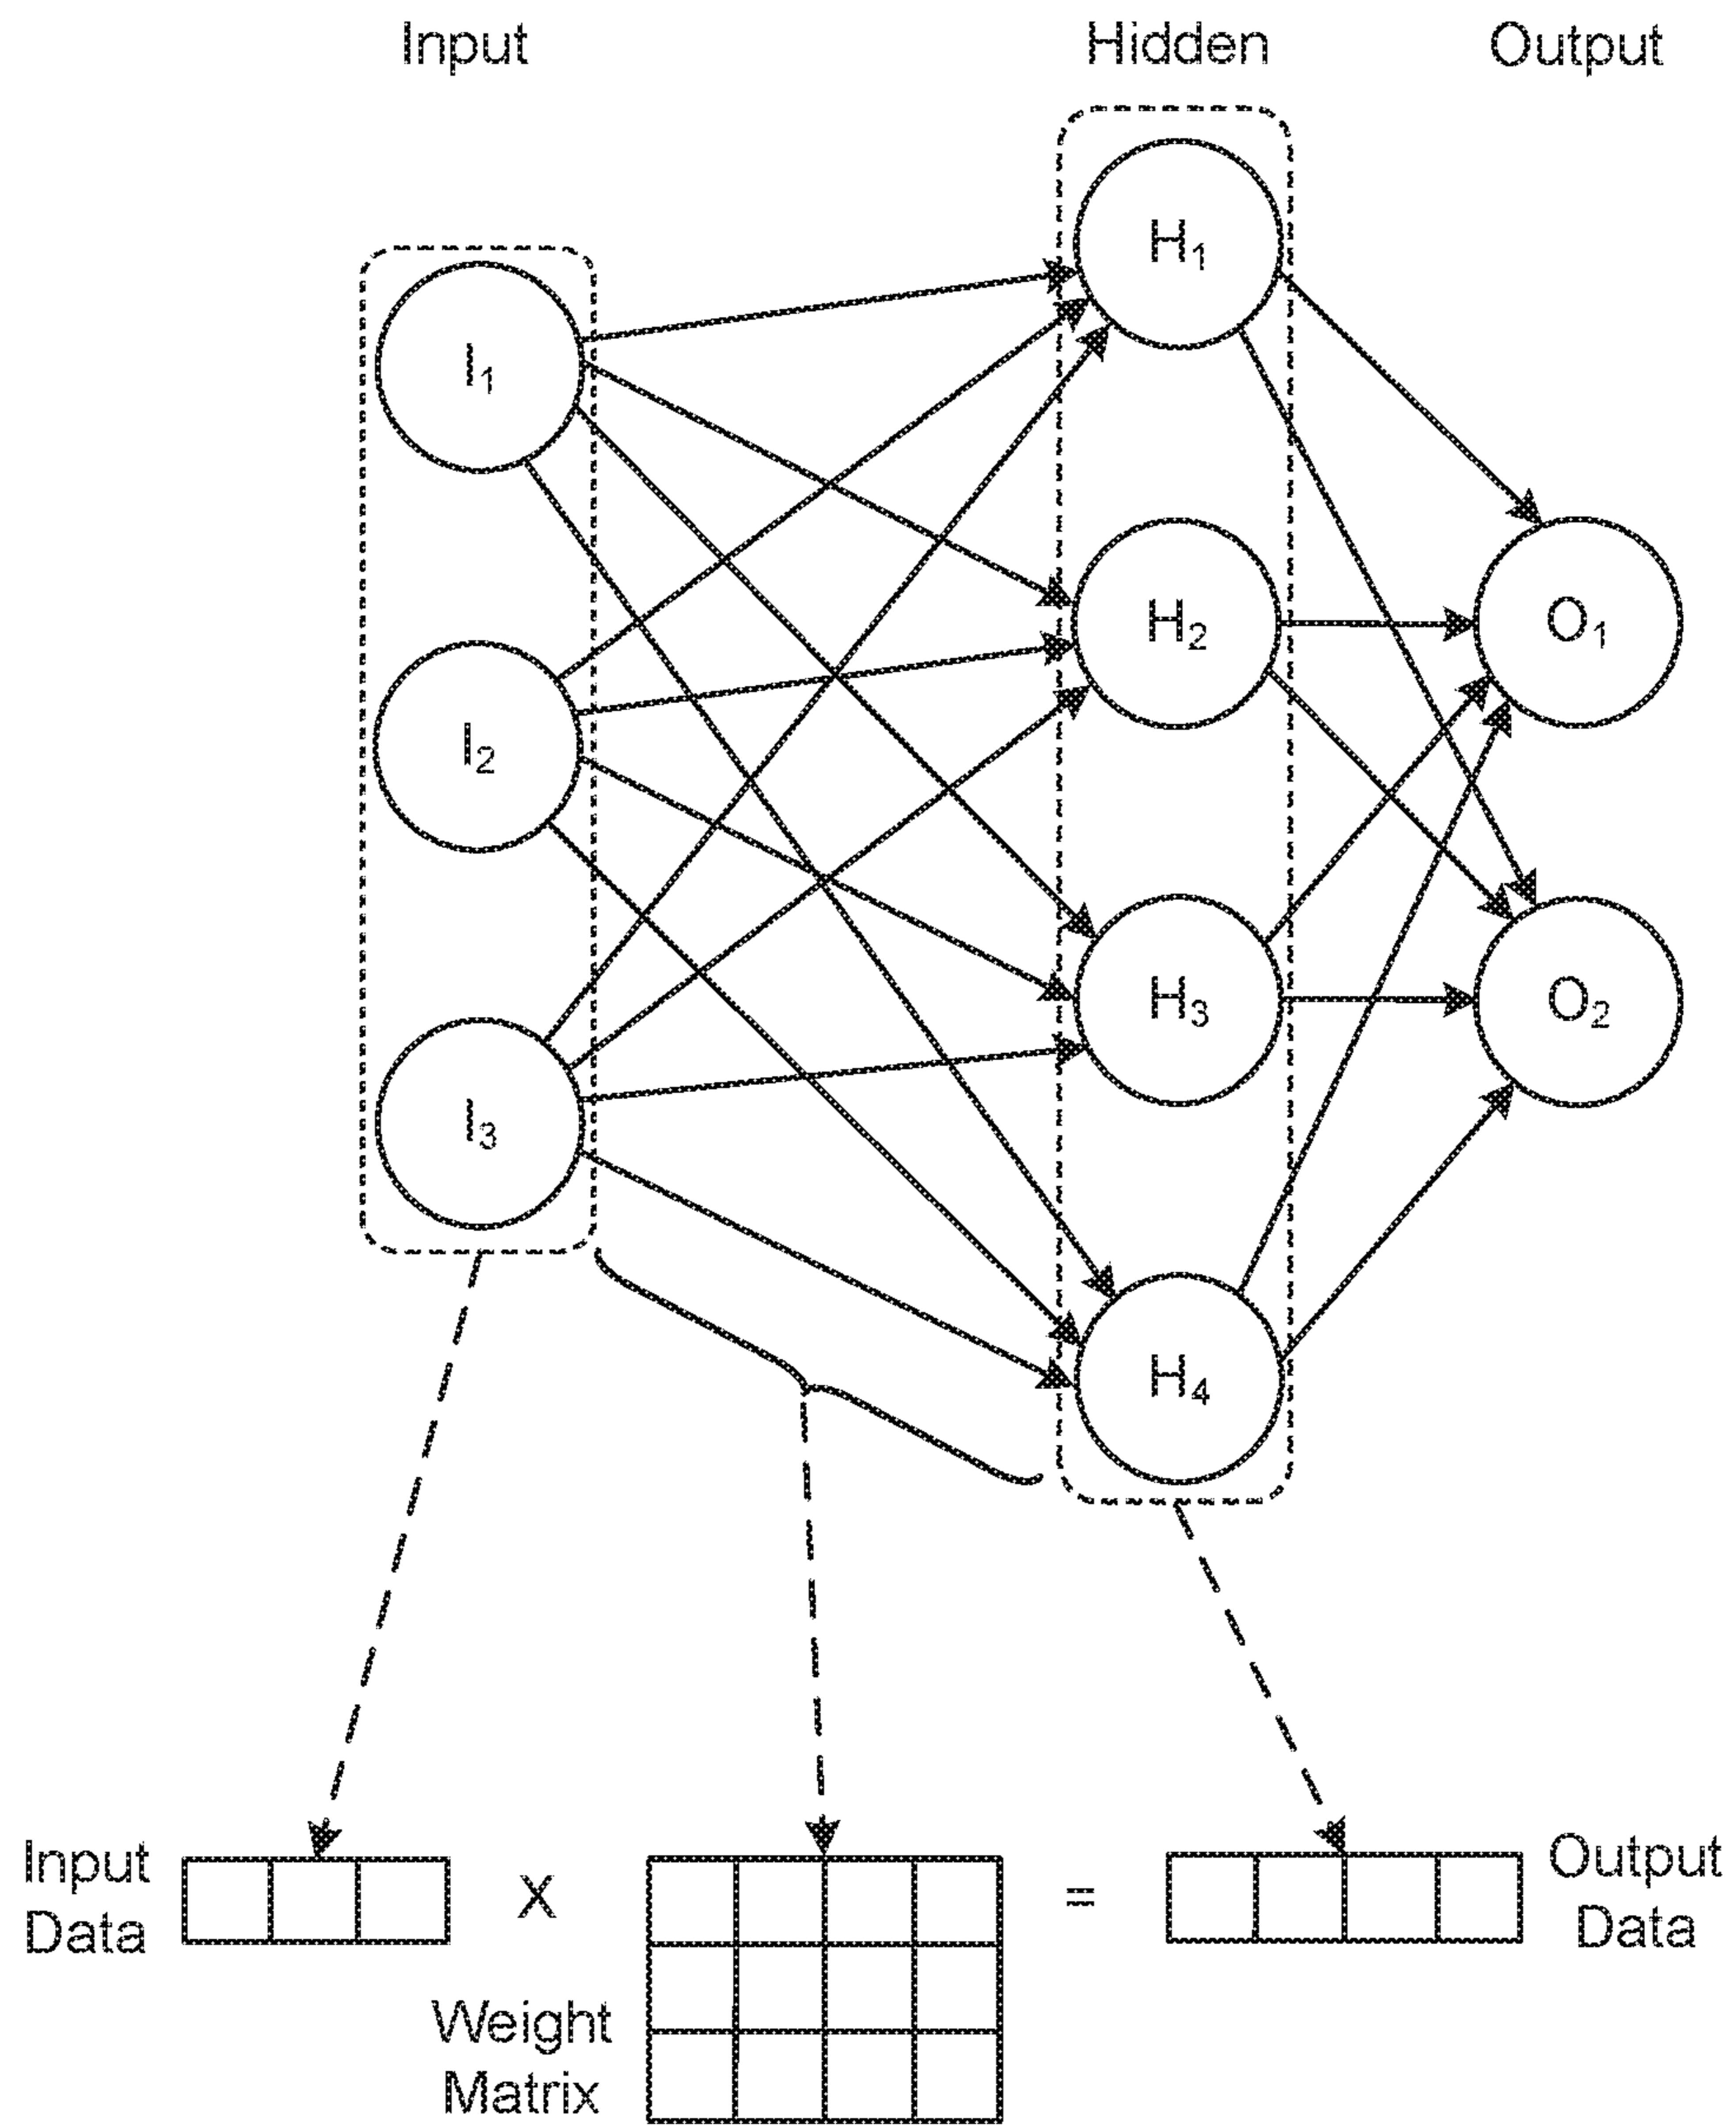 Input Hidden Output
H₁
I₁
H₂ O₁
I₂
H₃ O₂
I₃
H₄
Input Data
X
=
Output Data
Weight Matrix